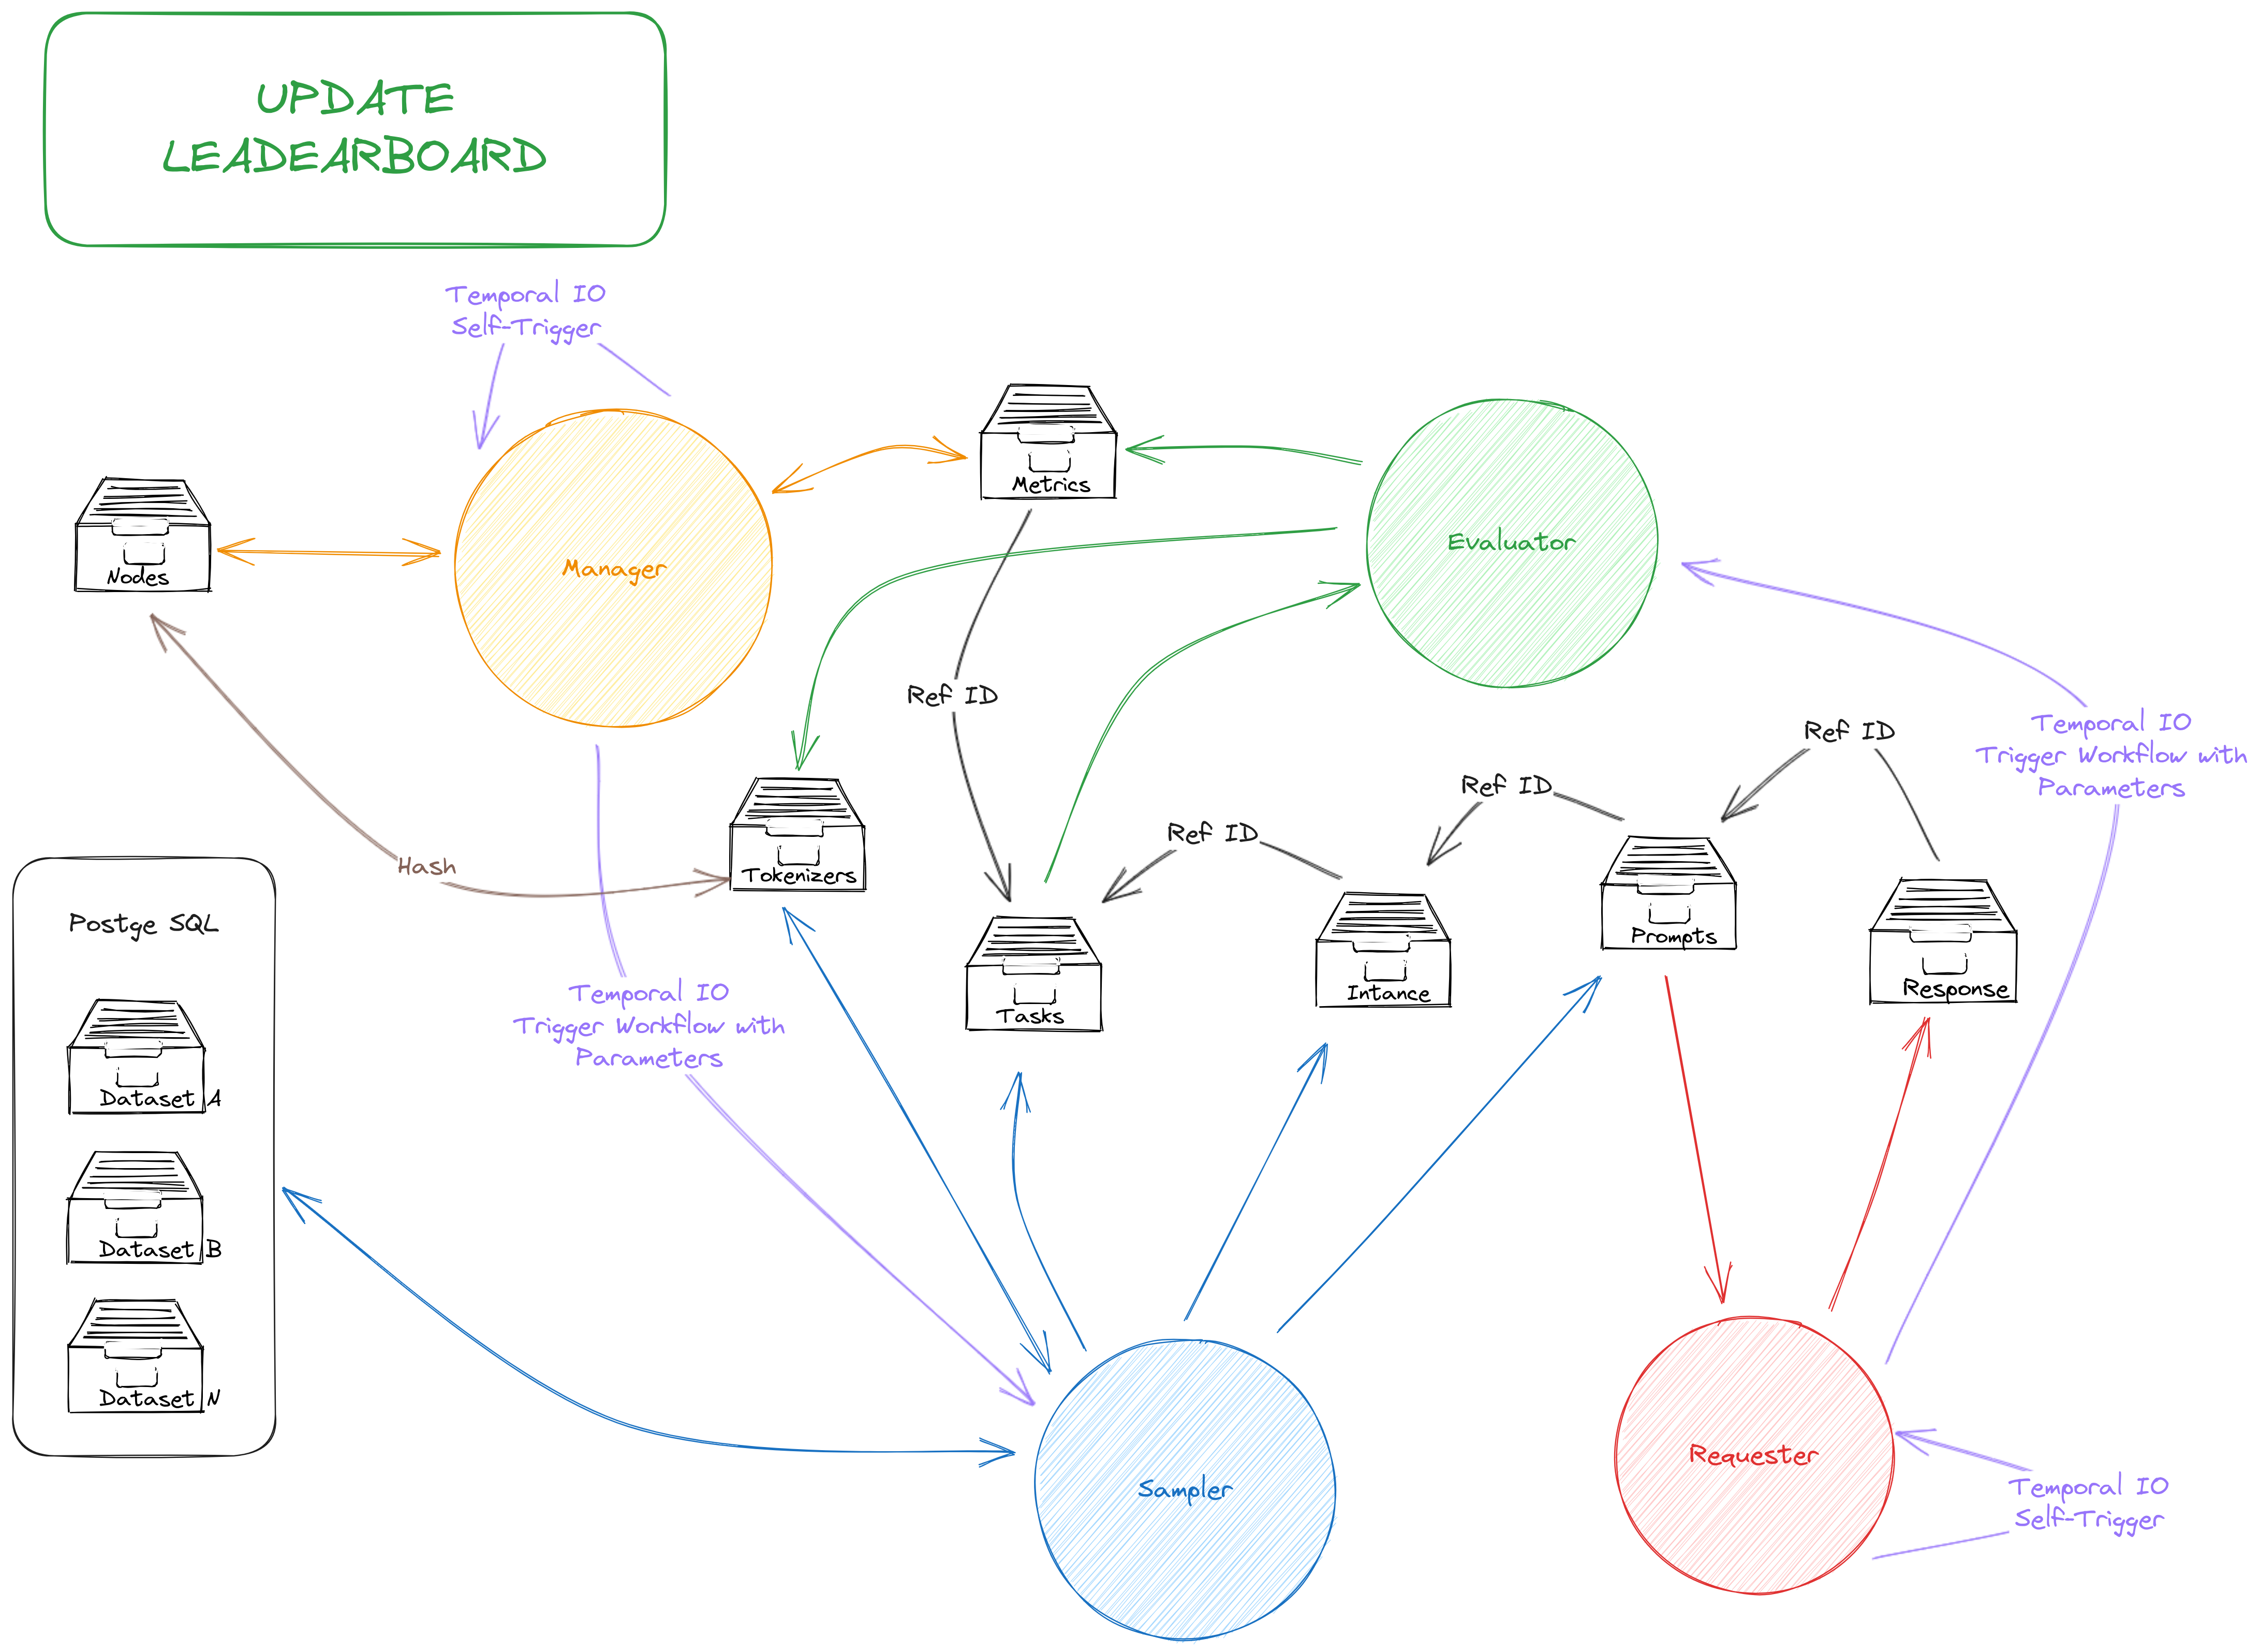 UPDATE
LEADEARBOARD
Temporal IO
Self-Trigger
Metrics
Nodes
Manager
Evaluator
Ref ID
Ref ID
Temporal IO
Trigger Workflow with
Parameters
Ref ID
Ref ID
Hash
Tokenizers
Postge SQL
Prompts
Response
Intance
Tasks
Temporal IO
Trigger Workflow with
Parameters
Dataset A
Dataset B
Dataset N
Sampler
Requester
Temporal IO
Self-Trigger